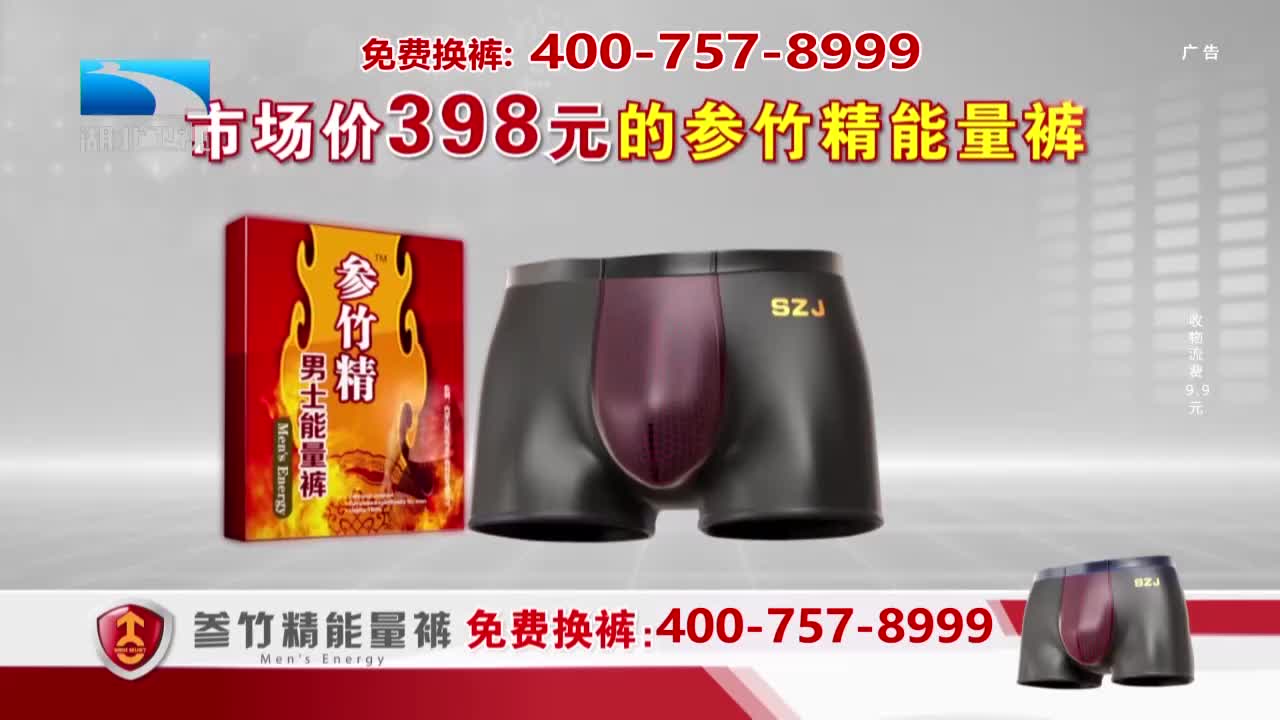 免费换裤: 400-757-8999
广告
市场价398元的参竹精能量裤
参竹精
TM
男士能量裤
Men's Energy
SZJ
收物流费9.9元
参竹精能量裤
Men's Energy
免费换裤:400-757-8999
SZJ